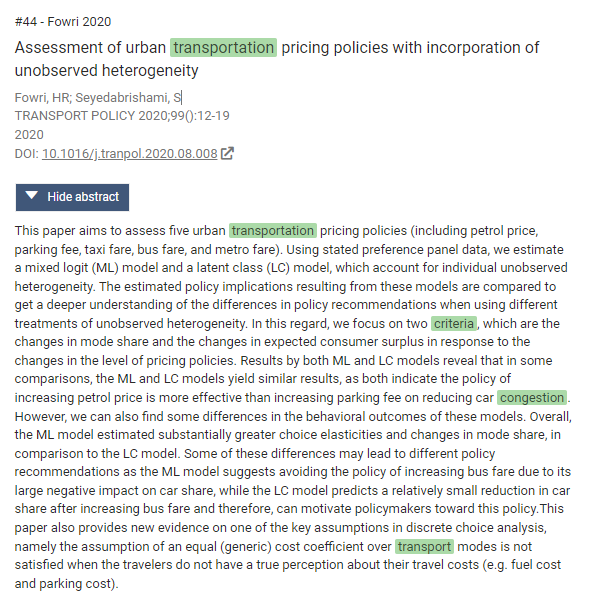 #44 - Fowri 2020
Assessment of urban transportation pricing policies with incorporation of
unobserved heterogeneity
Fowri, HR; Seyedabrishami, S
TRANSPORT POLICY 2020;99():12-19
2020
DOI: 10.1016/j.tranpol.2020.08.008
Hide abstract
This paper aims to assess five urban transportation pricing policies (including petrol price,
parking fee, taxi fare, bus fare, and metro fare). Using stated preference panel data, we estimate
a mixed logit (ML) model and a latent class (LC) model, which account for individual unobserved
heterogeneity. The estimated policy implications resulting from these models are compared to
get a deeper understanding of the differences in policy recommendations when using different
treatments of unobserved heterogeneity. In this regard, we focus on two criteria, which are the
changes in mode share and the changes in expected consumer surplus in response to the
changes in the level of pricing policies. Results by both ML and LC models reveal that in some
comparisons, the ML and LC models yield similar results, as both indicate the policy of
increasing petrol price is more effective than increasing parking fee on reducing car congestion.
However, we can also find some differences in the behavioral outcomes of these models. Overall,
the ML model estimated substantially greater choice elasticities and changes in mode share, in
comparison to the LC model. Some of these differences may lead to different policy
recommendations as the ML model suggests avoiding the policy of increasing bus fare due to its
large negative impact on car share, while the LC model predicts a relatively small reduction in car
share after increasing bus fare and therefore, can motivate policymakers toward this policy.This
paper also provides new evidence on one of the key assumptions in discrete choice analysis,
namely the assumption of an equal (generic) cost coefficient over transport modes is not
satisfied when the travelers do not have a true perception about their travel costs (e.g. fuel cost
and parking cost).